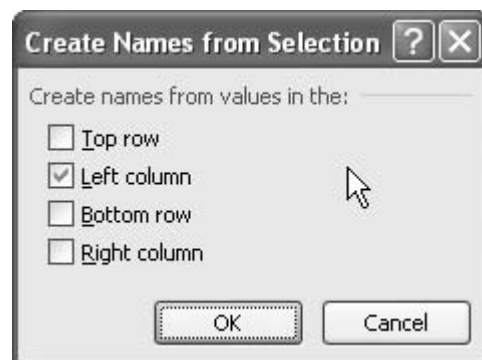 Create Names from Selection
Create names from values in the:
Top row
Left column
Bottom row
Right column
OK Cancel